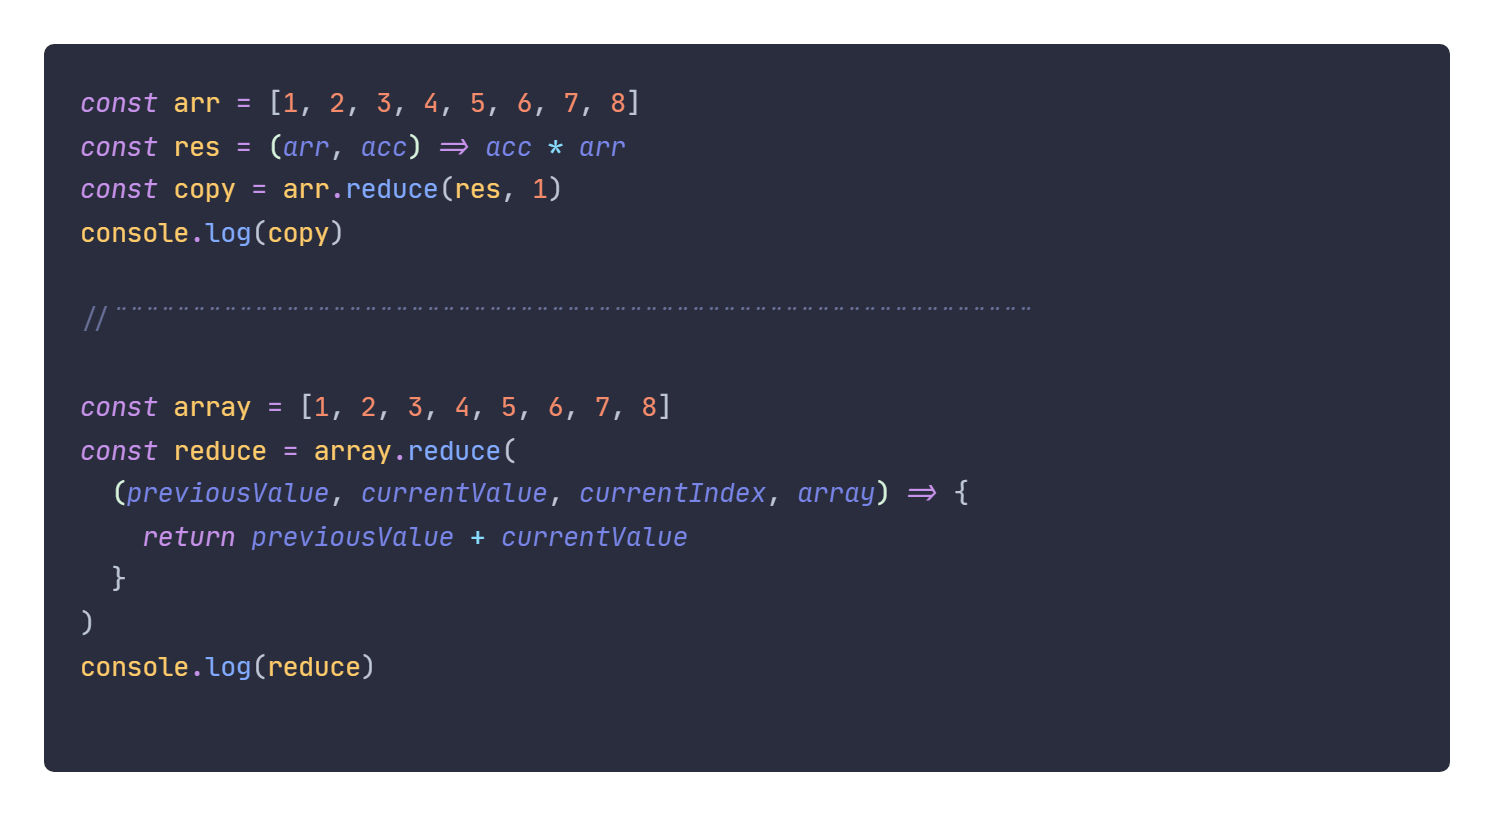 const arr = [1, 2, 3, 4, 5, 6, 7, 8]
const res = (arr, acc) => acc * arr
const copy = arr.reduce(res, 1)
console.log(copy)
//¨¨¨¨¨¨¨¨¨¨¨¨¨¨¨¨¨¨¨¨¨¨¨¨¨¨¨¨¨¨¨¨¨¨¨¨¨¨¨¨¨¨¨¨¨¨¨¨¨¨¨¨¨¨¨¨¨¨¨
const array = [1, 2, 3, 4, 5, 6, 7, 8]
const reduce = array.reduce(
  (previousValue, currentValue, currentIndex, array) => {
    return previousValue + currentValue
  }
)
console.log(reduce)